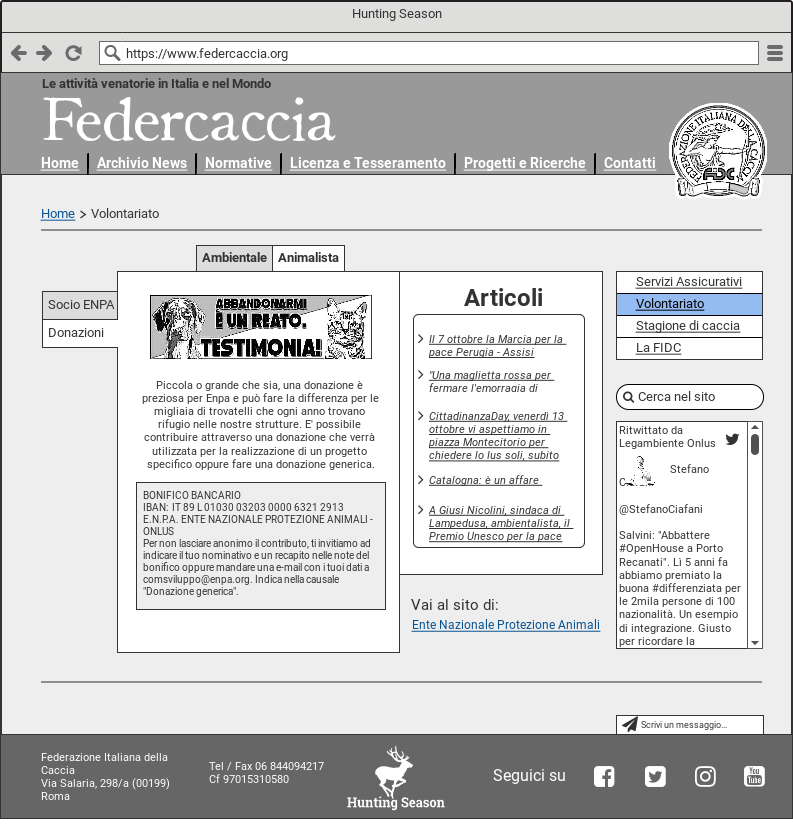 Hunting Season
https://www.federcaccia.org
Le attività venatorie in Italia e nel Mondo
Federcaccia
FEDERAZIONE ITALIANA DELLA CACCIA
FIDC
Home
Archivio News
Normative
Licenza e Tesseramento
Progetti e Ricerche
Contatti
Home > Volontariato
Ambientale
Animalista
Socio ENPA
Donazioni
ABBANDONARMI
È UN REATO.
TESTIMONIA!
Piccola o grande che sia, una donazione è
preziosa per Enpa e può fare la differenza per le
migliaia di trovatelli che ogni anno trovano
rifugio nelle nostre strutture. E' possibile
contribuire attraverso una donazione che verrà
utilizzata per la realizzazione di un progetto
specifico oppure fare una donazione generica.
BONIFICO BANCARIO
IBAN: IT 89 L 01030 03203 0000 6321 2913
E.N.P.A. ENTE NAZIONALE PROTEZIONE ANIMALI -
ONLUS
Per non lasciare anonimo il contributo, ti invitiamo ad
indicare il tuo nominativo e un recapito nelle note del
bonifico oppure mandare una e-mail con i tuoi dati a
comsviluppo@enpa.org. Indica nella causale
"Donazione generica".
Articoli
Il 7 ottobre la Marcia per la
pace Perugia - Assisi
"Una maglietta rossa per
fermare l'emorragia di
CittadinanzaDay, venerdì 13
ottobre vi aspettiamo in
piazza Montecitorio per
chiedere lo Ius soli, subito
Catalogna: è un affare
A Giusi Nicolini, sindaca di
Lampedusa, ambientalista, il
Premio Unesco per la pace
Vai al sito di:
Ente Nazionale Protezione Animali
Servizi Assicurativi
Volontariato
Stagione di caccia
La FIDC
Cerca nel sito
Ritwittato da
Legambiente Onlus
Stefano
C
@StefanoCiafani
Salvini: "Abbattere
#OpenHouse a Porto
Recanati". Lì 5 anni fa
abbiamo premiato la
buona #differenziata per
le 2mila persone di 100
nazionalità. Un esempio
di integrazione. Giusto
per ricordare la
Scrivi un messaggio...
Federazione Italiana della
Caccia
Via Salaria, 298/a (00199)
Roma
Tel / Fax 06 844094217
Cf 97015310580
Hunting Season
Seguici su
You
Tube